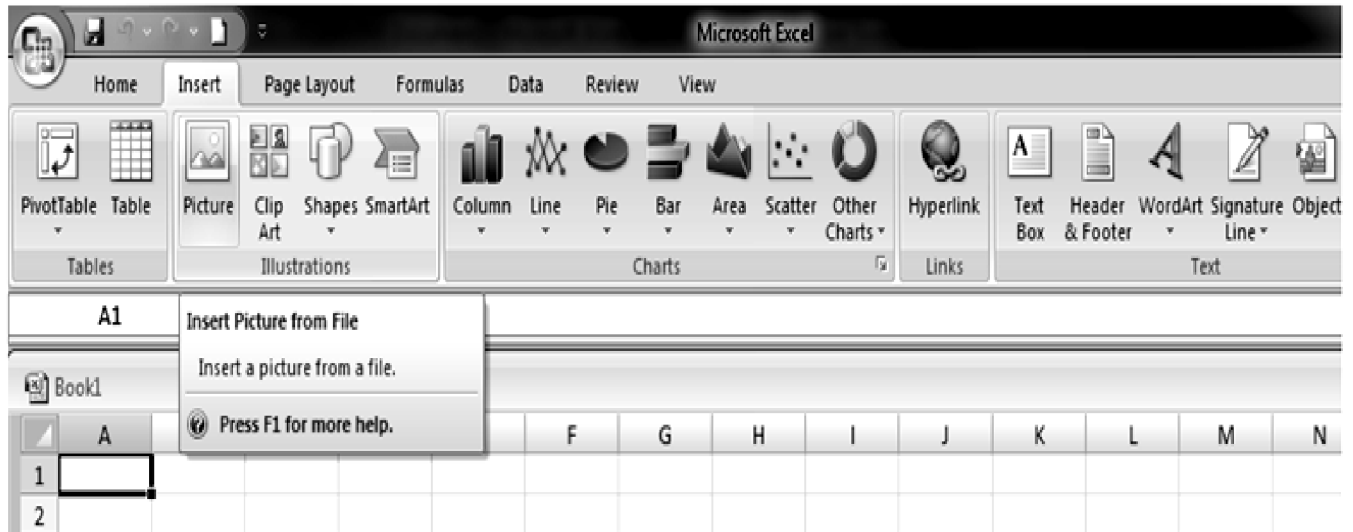 Microsoft Excel
Home Insert Page Layout Formulas Data Review View
PivotTable Table Picture Clip Art Shapes SmartArt Column Line Pie Bar Area Scatter Other Charts Hyperlink Text Box Header & Footer WordArt Signature Line Object
Tables Illustrations Charts Links Text
A1
Insert Picture from File
Insert a picture from a file.
Press F1 for more help.
Book1
A F G H I J K L M N
1
2